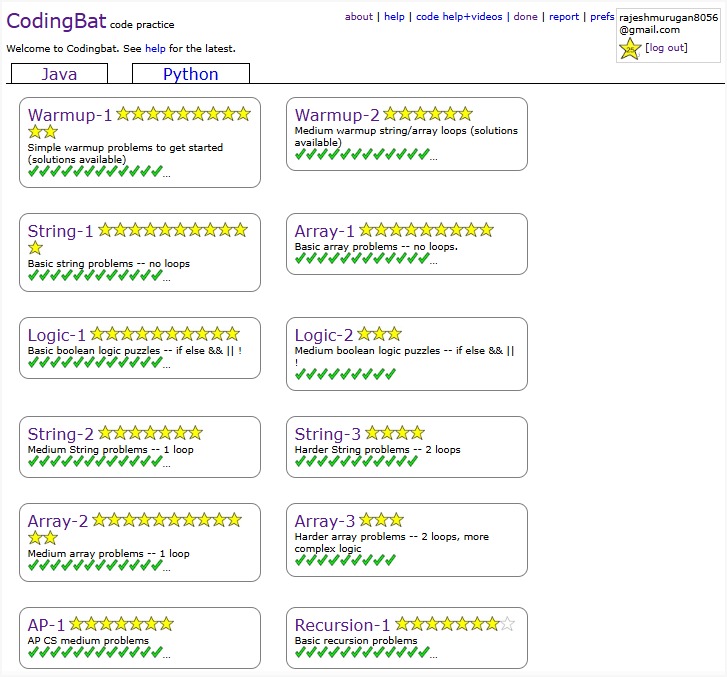 CodingBat code practice
about | help | code help+videos | done | report | prefs
rajeshmurugan8056
@gmail.com
[log out]
Welcome to Codingbat. See help for the latest.
Java
Python
Warmup-1
Simple warmup problems to get started
(solutions available)
...
Warmup-2
Medium warmup string/array loops (solutions
available)
...
String-1
Basic string problems -- no loops
...
Array-1
Basic array problems -- no loops.
...
Logic-1
Basic boolean logic puzzles -- if else && || !
...
Logic-2
Medium boolean logic puzzles -- if else && ||
!
String-2
Medium String problems -- 1 loop
...
String-3
Harder String problems -- 2 loops
Array-2
Medium array problems -- 1 loop
...
Array-3
Harder array problems -- 2 loops, more
complex logic
AP-1
AP CS medium problems
...
Recursion-1
Basic recursion problems
...